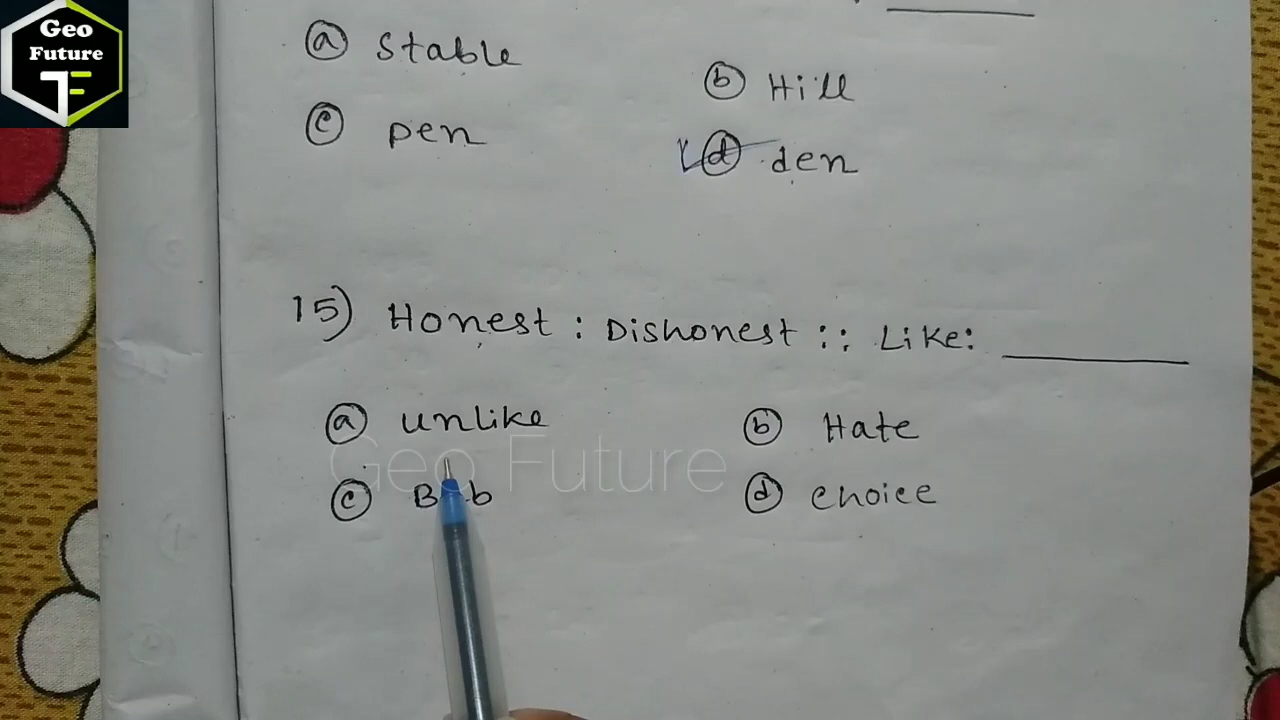 Geo
Future
ⓐ Stable
ⓑ Hill
ⓒ Pen
ⓓ den
15) Honest : Dishonest :: Like: ______
ⓐ unlike
ⓑ Hate
Geo Future
ⓒ
ⓓ choice